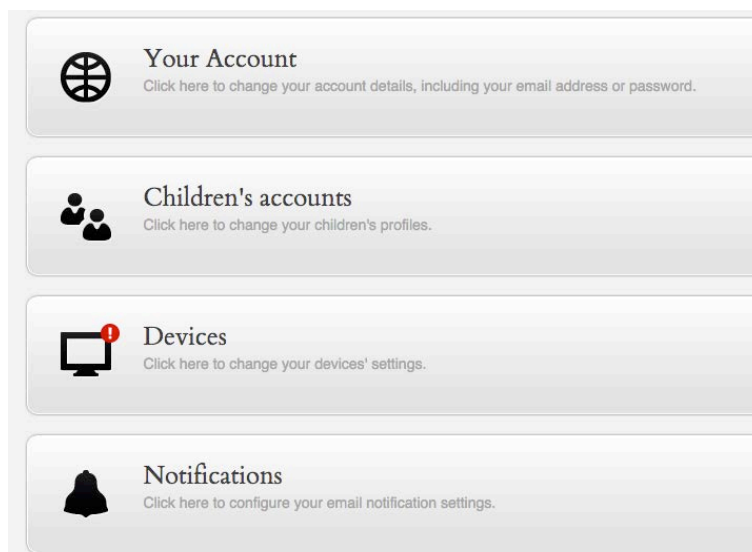 Your Account
Click here to change your account details, including your email address or password.
Children's accounts
Click here to change your children's profiles.
Devices
Click here to change your devices' settings.
Notifications
Click here to configure your email notification settings.